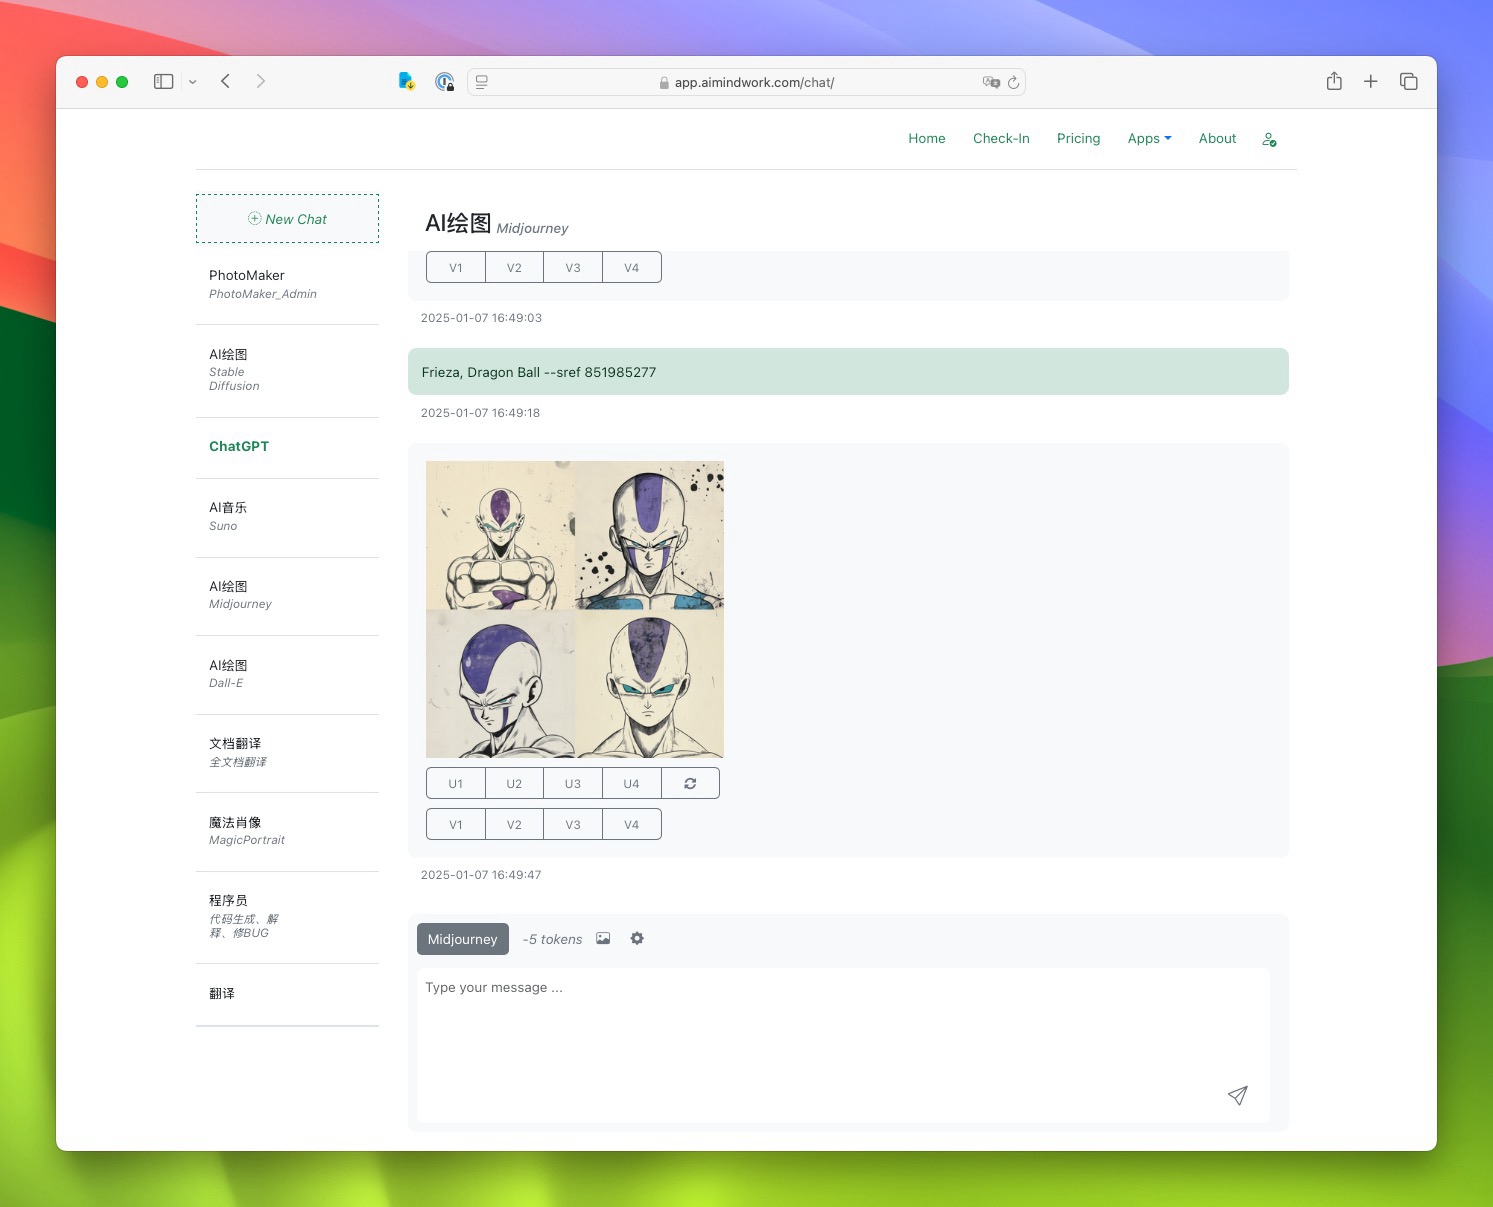 app.aimindwork.com/chat/
Home
Check-In
Pricing
Apps
About
New Chat
PhotoMaker
PhotoMaker_Admin
AI绘图
Stable
Diffusion
ChatGPT
AI音乐
Suno
AI绘图
Midjourney
AI绘图
Dall-E
文档翻译
全文档翻译
魔法肖像
MagicPortrait
程序员
代码生成、解
释、修BUG
翻译
AI绘图 Midjourney
V1 V2 V3 V4
2025-01-07 16:49:03
Frieza, Dragon Ball --sref 851985277
2025-01-07 16:49:18
U1 U2 U3 U4
V1 V2 V3 V4
2025-01-07 16:49:47
Midjourney -5 tokens
Type your message ...